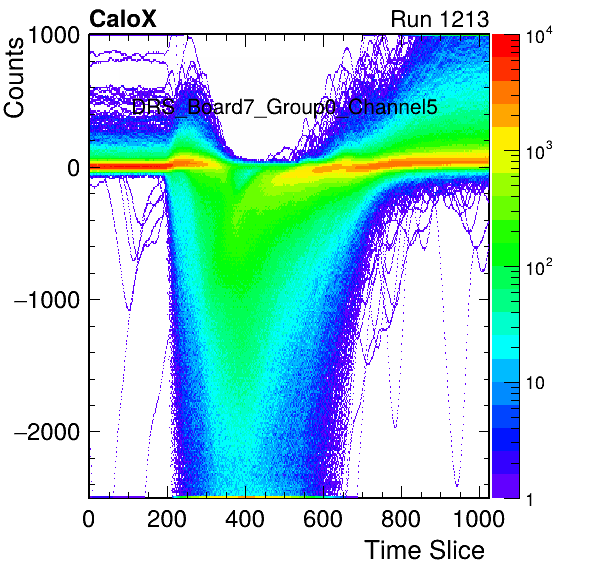 CaloX Run 1213
DRS_Board7_Group0_Channel5
Counts
1000
0
−1000
−2000
0 200 400 600 800 1000
Time Slice
10⁴
10³
10²
10
1